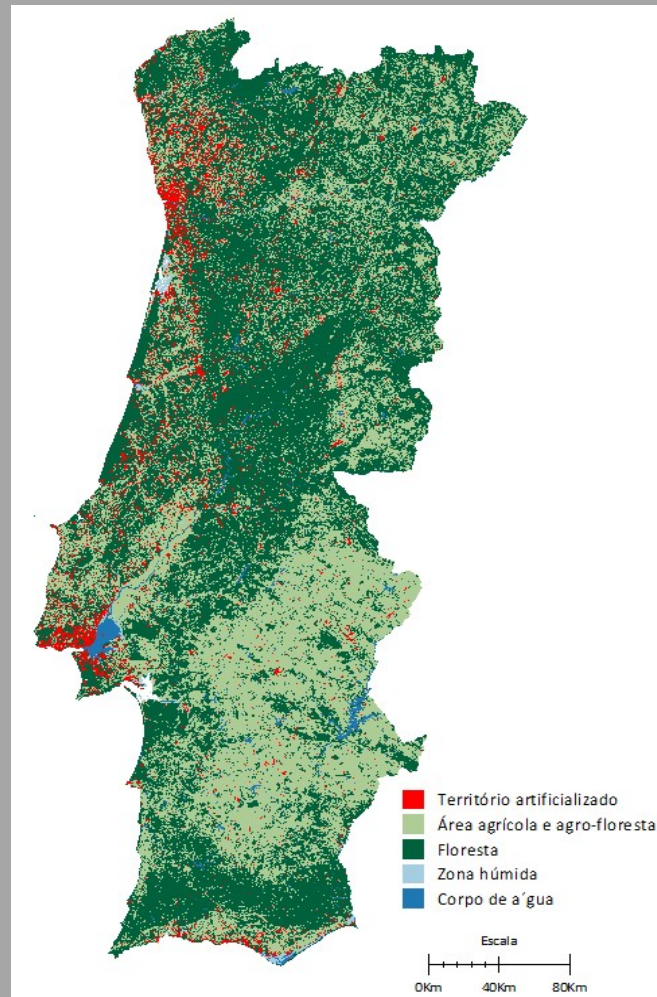 Território artificializado
Área agrícola e agro-floresta
Floresta
Zona húmida
Corpo de a´gua
Escala
0Km 40Km 80Km